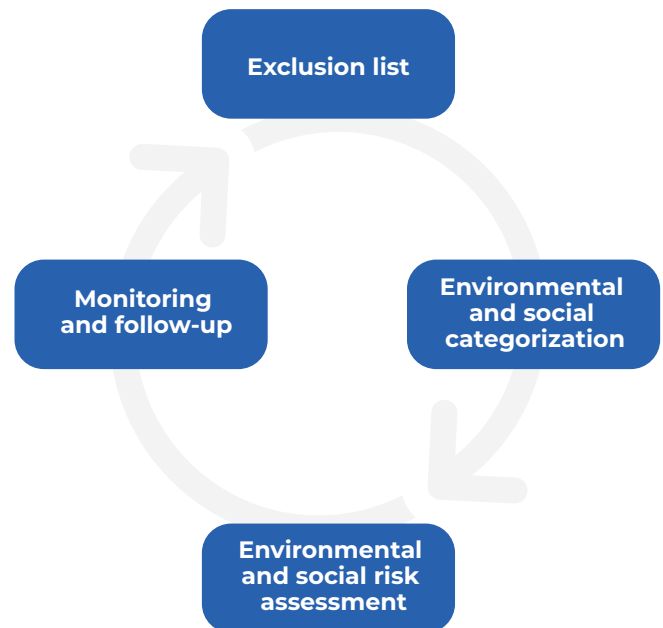 Exclusion list
Environmental
and social
categorization
Environmental
and social risk
assessment
Monitoring
and follow-up